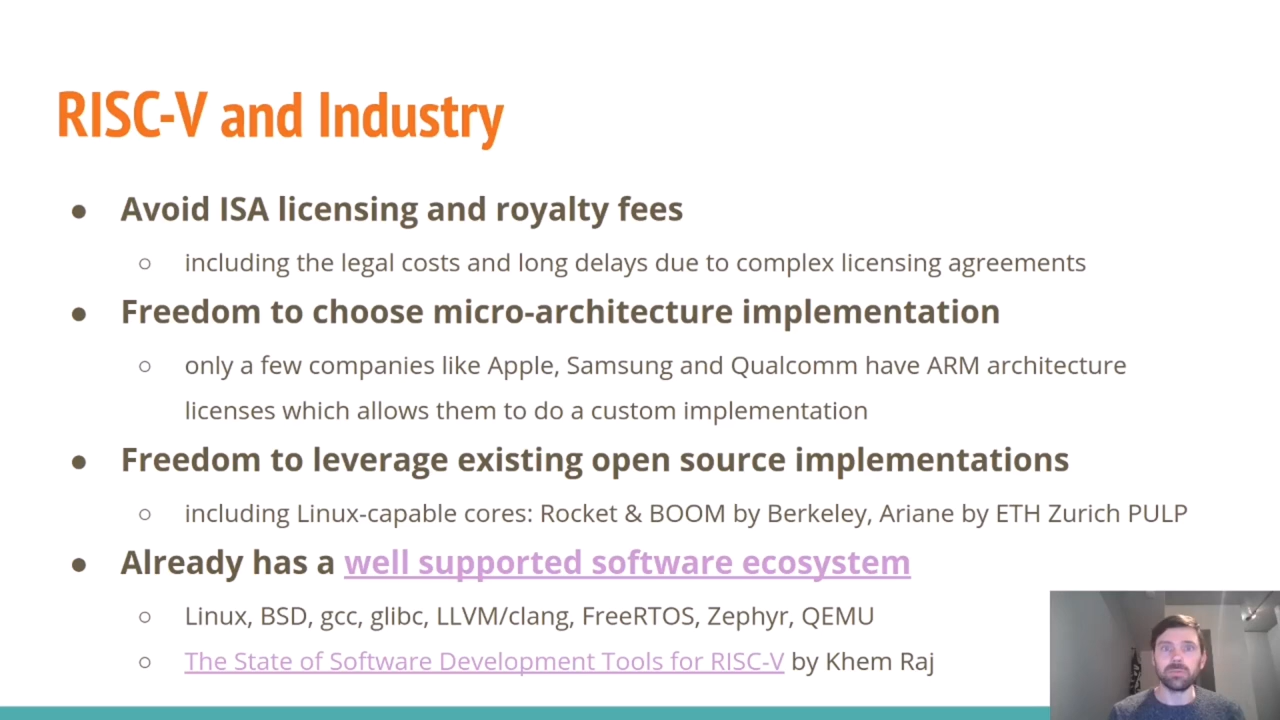 RISC-V and Industry
● Avoid ISA licensing and royalty fees
○ including the legal costs and long delays due to complex licensing agreements
● Freedom to choose micro-architecture implementation
○ only a few companies like Apple, Samsung and Qualcomm have ARM architecture
licenses which allows them to do a custom implementation
● Freedom to leverage existing open source implementations
○ including Linux-capable cores: Rocket & BOOM by Berkeley, Ariane by ETH Zurich PULP
● Already has a well supported software ecosystem
○ Linux, BSD, gcc, glibc, LLVM/clang, FreeRTOS, Zephyr, QEMU
○ The State of Software Development Tools for RISC-V by Khem Raj